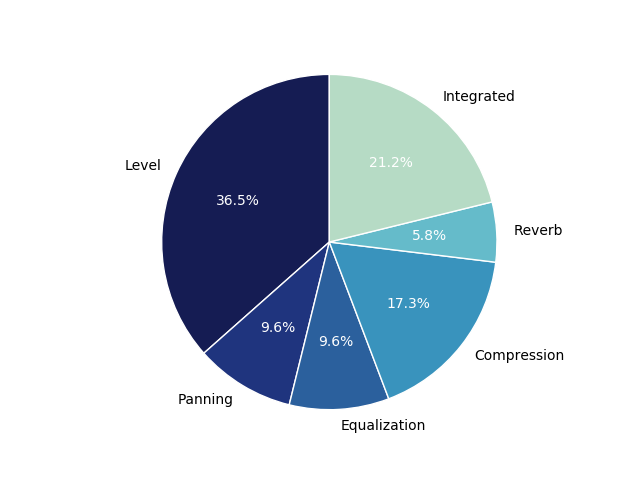 Integrated
21.2%
Level
36.5%
Reverb
5.8%
17.3%
Compression
9.6%
9.6%
Panning
Equalization